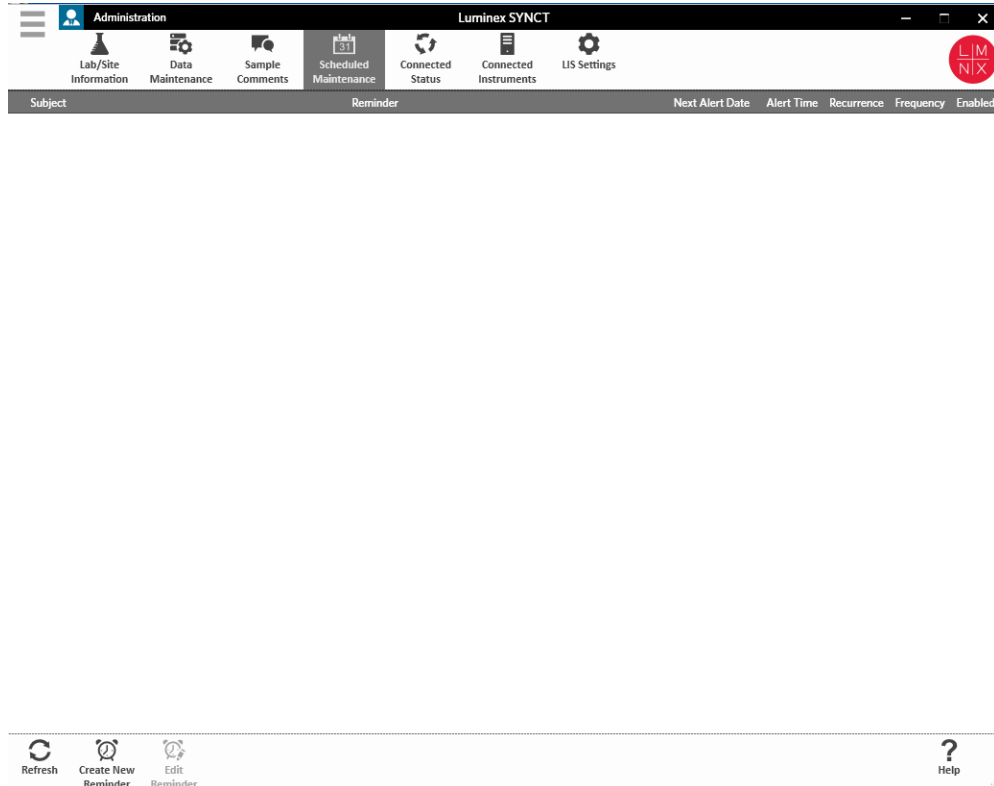 Administration
Luminex SYNCT
Lab/Site
Information
Data
Maintenance
Sample
Comments
31
Scheduled
Maintenance
Connected
Status
Connected
Instruments
LIS Settings
L M
N X
Subject Reminder Next Alert Date Alert Time Recurrence Frequency Enabled
Refresh
Create New
Reminder
Edit
Reminder
?
Help